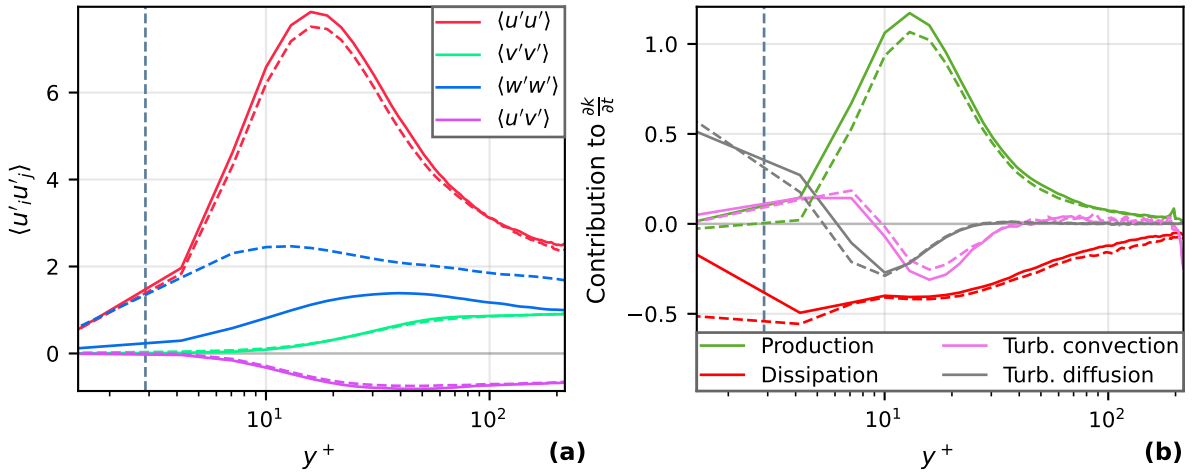 ⟨u′ᵢu′ⱼ⟩
0
2
4
6
10¹
10²
y⁺
⟨u′u′⟩
⟨v′v′⟩
⟨w′w′⟩
⟨u′v′⟩
(a)
Contribution to ∂k/∂t
1.0
0.5
0.0
−0.5
10¹
10²
y⁺
Production
Dissipation
Turb. convection
Turb. diffusion
(b)